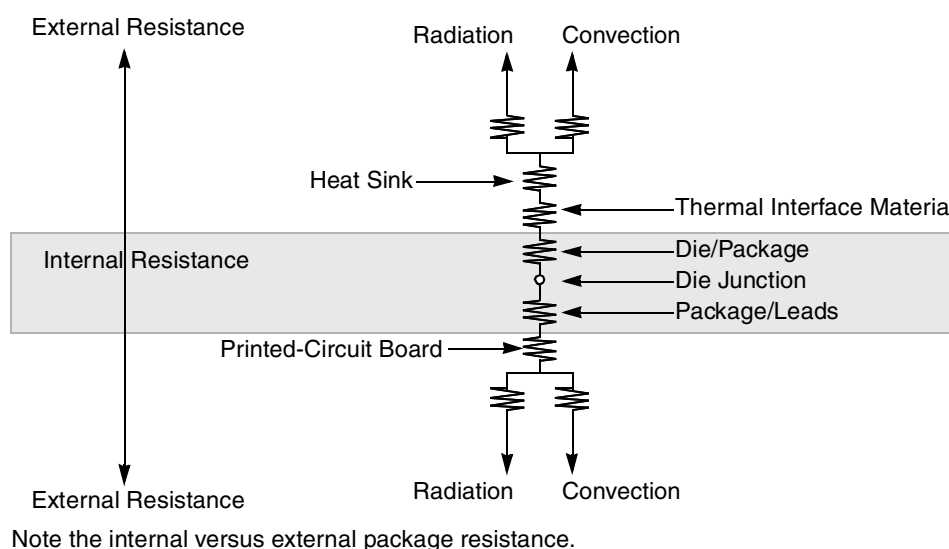 External Resistance
Radiation
Convection
Heat Sink
Thermal Interface Materia
Die/Package
Internal Resistance
Die Junction
Package/Leads
Printed-Circuit Board
Radiation
Convection
External Resistance
Note the internal versus external package resistance.